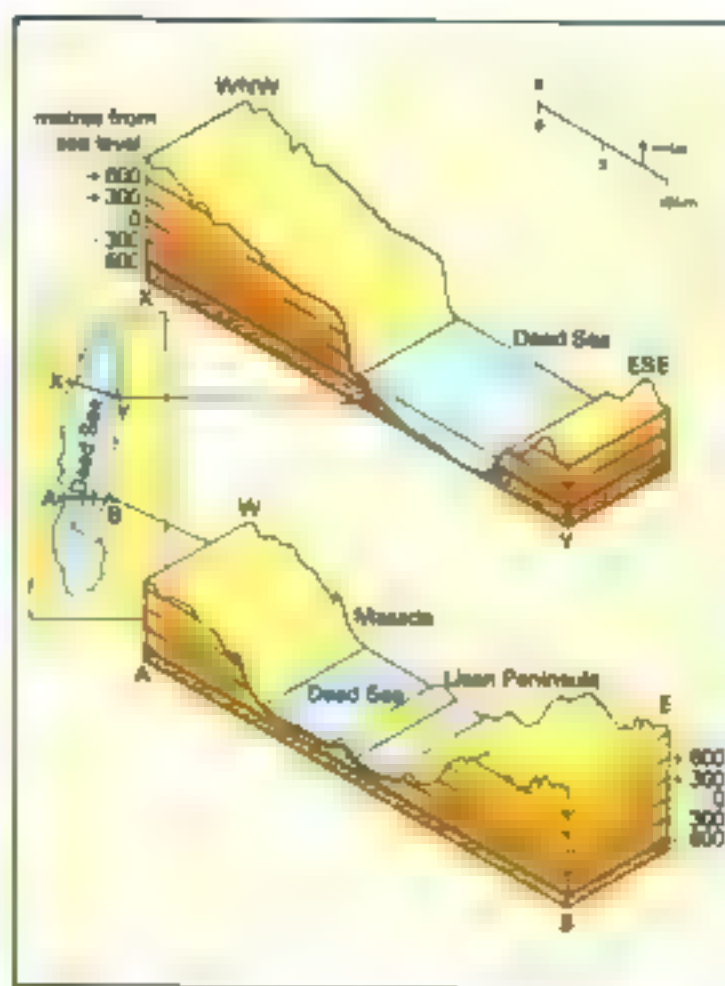 WNW
metres from
sea level
+ 600
+ 300
0
300
600
X
Dead Sea
ESE
X
Y
Dead Sea
A
B
Y
W
Masada
A
Dead Sea
Lisan Peninsula
E
+ 600
+ 300
0
300
600
B